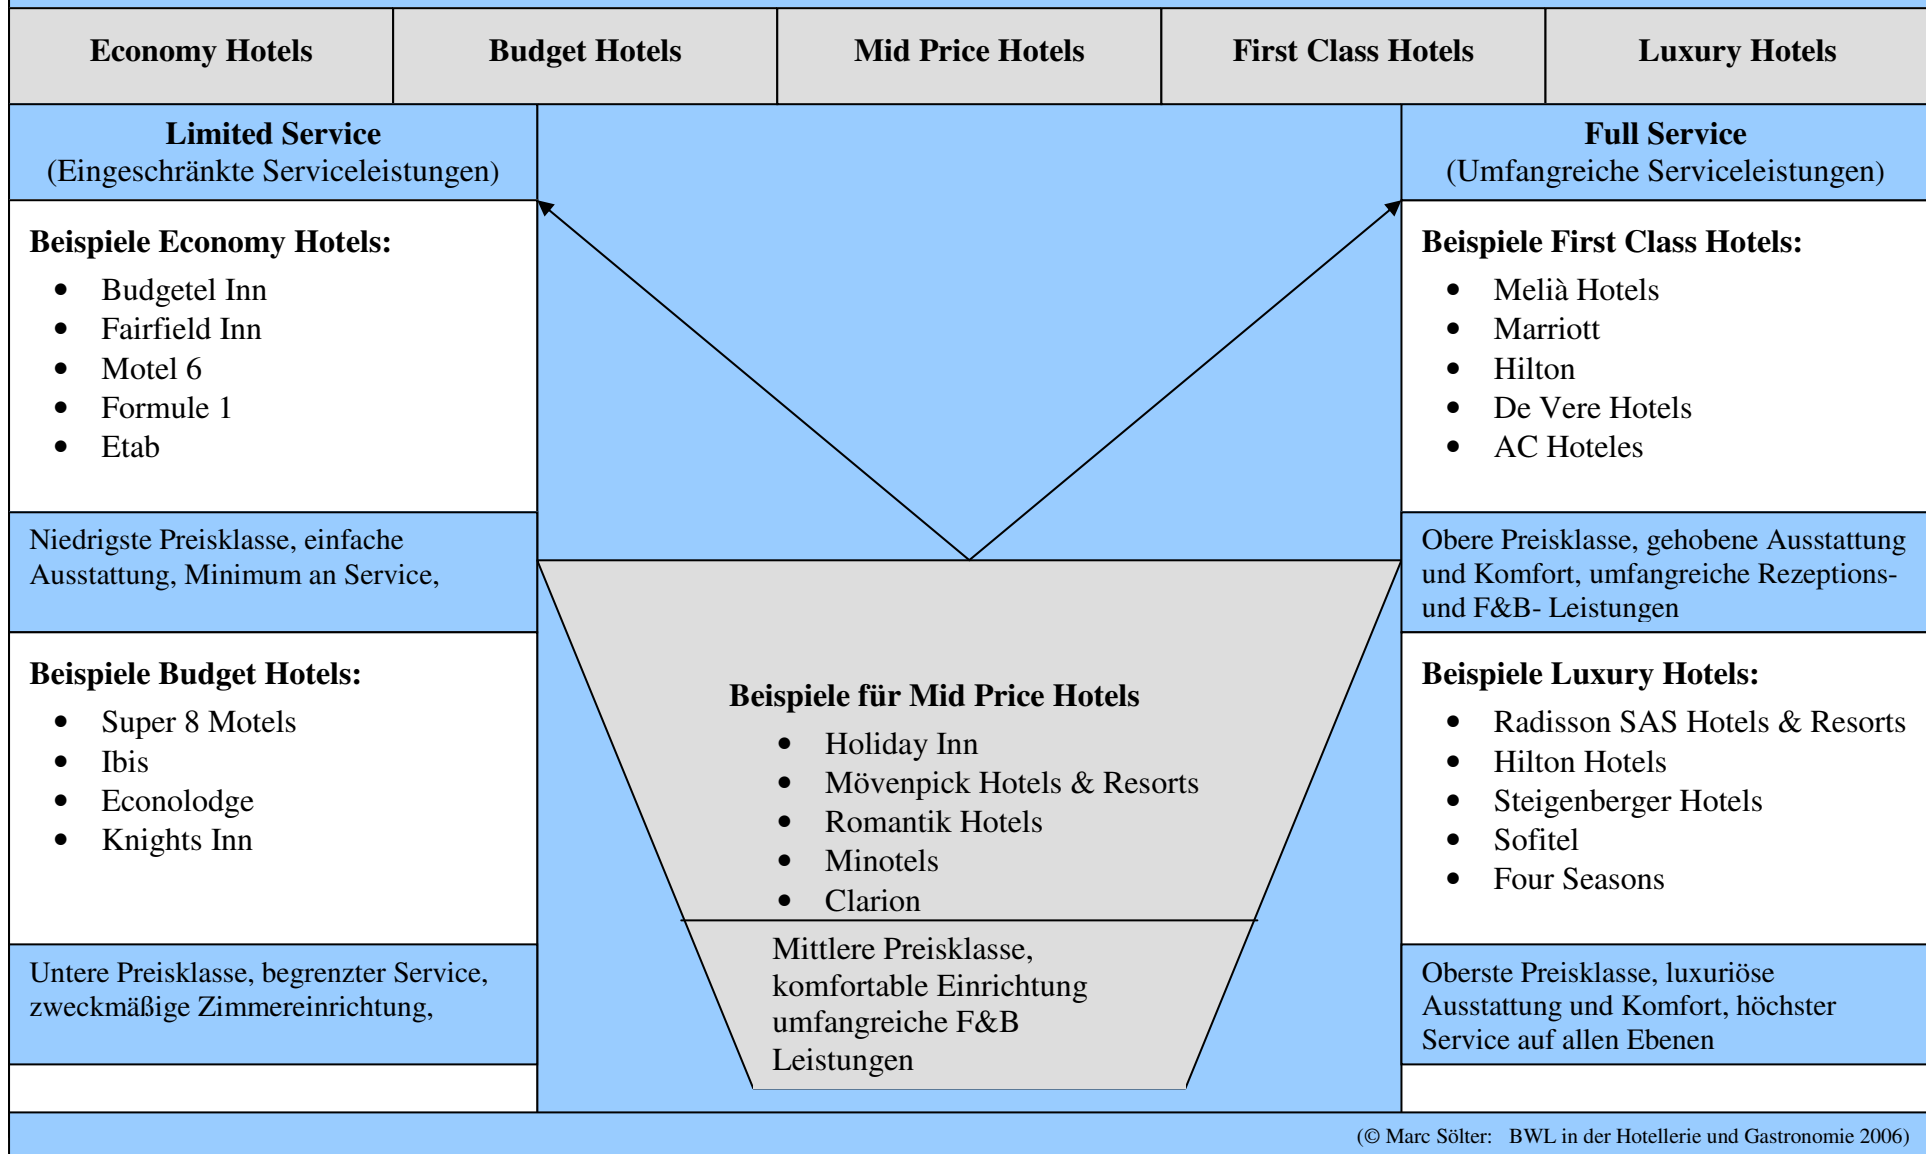 Economy Hotels
Budget Hotels
Mid Price Hotels
First Class Hotels
Luxury Hotels
Limited Service
(Eingeschränkte Serviceleistungen)
Beispiele Economy Hotels:
• Budgetel Inn
• Fairfield Inn
• Motel 6
• Formule 1
• Etab
Niedrigste Preisklasse, einfache
Ausstattung, Minimum an Service,
Beispiele Budget Hotels:
• Super 8 Motels
• Ibis
• Econolodge
• Knights Inn
Untere Preisklasse, begrenzter Service,
zweckmäßige Zimmereinrichtung,
Beispiele für Mid Price Hotels
• Holiday Inn
• Mövenpick Hotels & Resorts
• Romantik Hotels
• Minotels
• Clarion
Mittlere Preisklasse,
komfortable Einrichtung
umfangreiche F&B
Leistungen
Full Service
(Umfangreiche Serviceleistungen)
Beispiele First Class Hotels:
• Melià Hotels
• Marriott
• Hilton
• De Vere Hotels
• AC Hoteles
Obere Preisklasse, gehobene Ausstattung
und Komfort, umfangreiche Rezeptions-
und F&B- Leistungen
Beispiele Luxury Hotels:
• Radisson SAS Hotels & Resorts
• Hilton Hotels
• Steigenberger Hotels
• Sofitel
• Four Seasons
Oberste Preisklasse, luxuriöse
Ausstattung und Komfort, höchster
Service auf allen Ebenen
(© Marc Sölter: BWL in der Hotellerie und Gastronomie 2006)